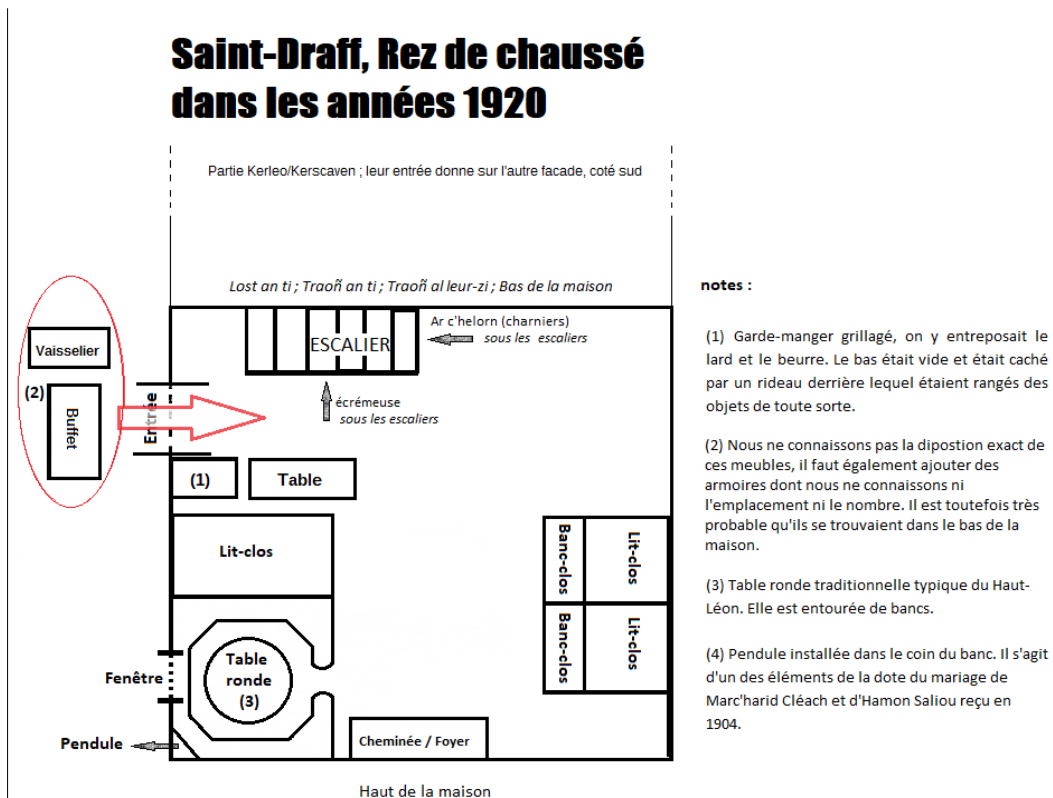 Saint-Draff, Rez de chaussé
dans les années 1920
Partie Kerleo/Kerscaven ; leur entrée donne sur l'autre facade, coté sud
Lost an ti ; Traoñ an ti ; Traoñ al leur-zi ; Bas de la maison
Vaisselier
(2)
Buffet
Entrée
ESCALIER
Ar c'helorn (charniers)
sous les escaliers
écrémeuse
sous les escaliers
(1)
Table
Lit-clos
Banc-clos
Lit-clos
Banc-clos
Lit-clos
Fenêtre
Table
ronde
(3)
Pendule
Cheminée / Foyer
Haut de la maison
notes :
(1) Garde-manger grillagé, on y entreposait le
lard et le beurre. Le bas était vide et était caché
par un rideau derrière lequel étaient rangés des
objets de toute sorte.
(2) Nous ne connaissons pas la dipostion exact de
ces meubles, il faut également ajouter des
armoires dont nous ne connaissons ni
l'emplacement ni le nombre. Il est toutefois très
probable qu'ils se trouvaient dans le bas de la
maison.
(3) Table ronde traditionnelle typique du Haut-
Léon. Elle est entourée de bancs.
(4) Pendule installée dans le coin du banc. Il s'agit
d'un des éléments de la dote du mariage de
Marc'harid Cléach et d'Hamon Saliou reçu en
1904.